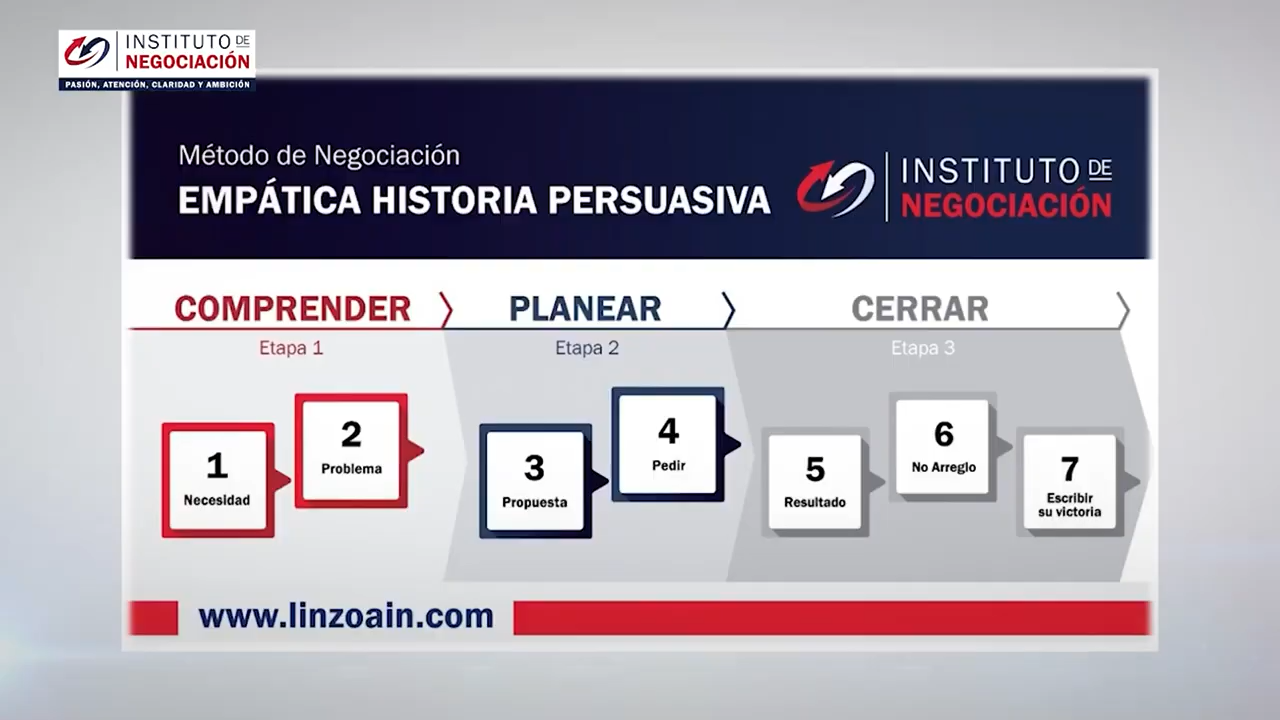 INSTITUTO DE
NEGOCIACIÓN
PASIÓN, ATENCIÓN, CLARIDAD Y AMBICIÓN
Método de Negociación
EMPÁTICA HISTORIA PERSUASIVA
INSTITUTO DE
NEGOCIACIÓN
COMPRENDER
PLANEAR
CERRAR
Etapa 1
Etapa 2
Etapa 3
1
Necesidad
2
Problema
3
Propuesta
4
Pedir
5
Resultado
6
No Arreglo
7
Escribir
su victoria
www.linzoain.com